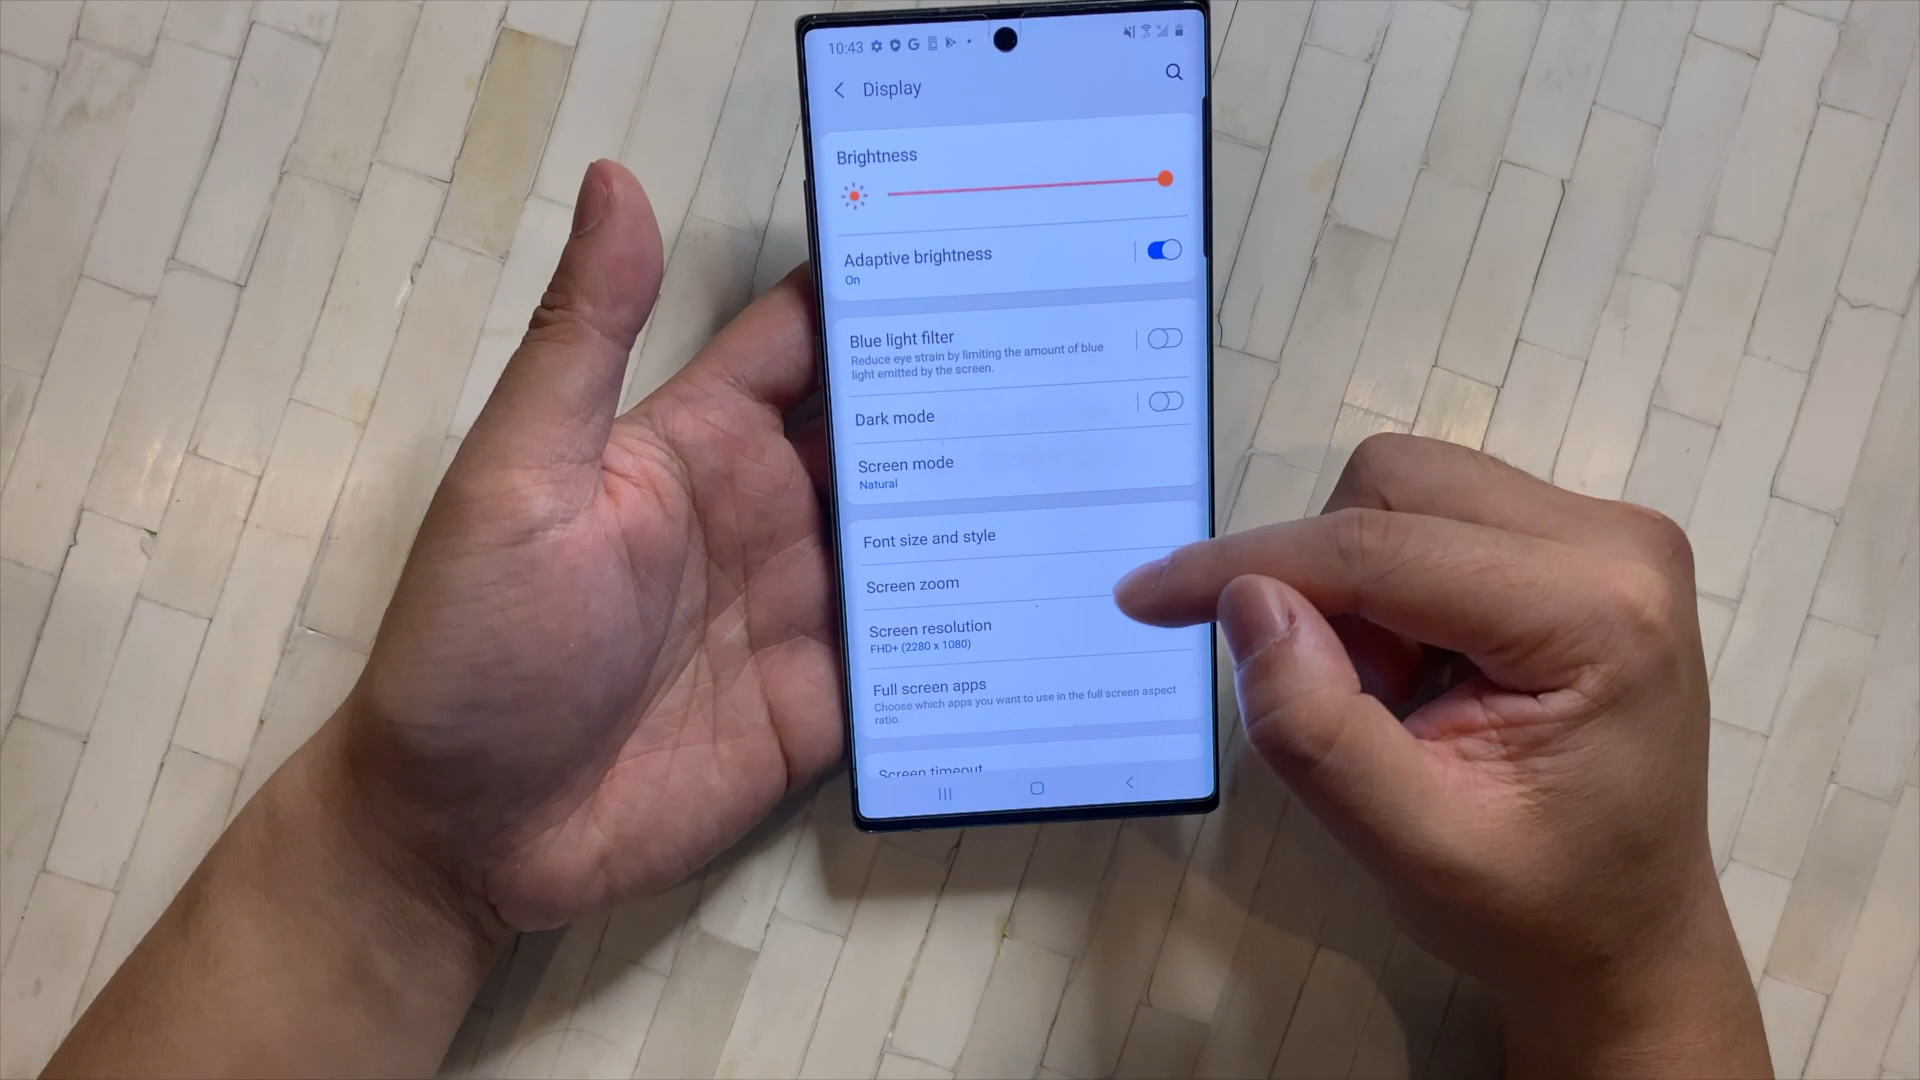 10:43
Display
Brightness
Adaptive brightness
On
Blue light filter
Reduce eye strain by limiting the amount of blue
light emitted by the screen.
Dark mode
Screen mode
Natural
Font size and style
Screen zoom
Screen resolution
FHD+ (2280 x 1080)
Full screen apps
Choose which apps you want to use in the full screen aspect
ratio.
Screen timeout